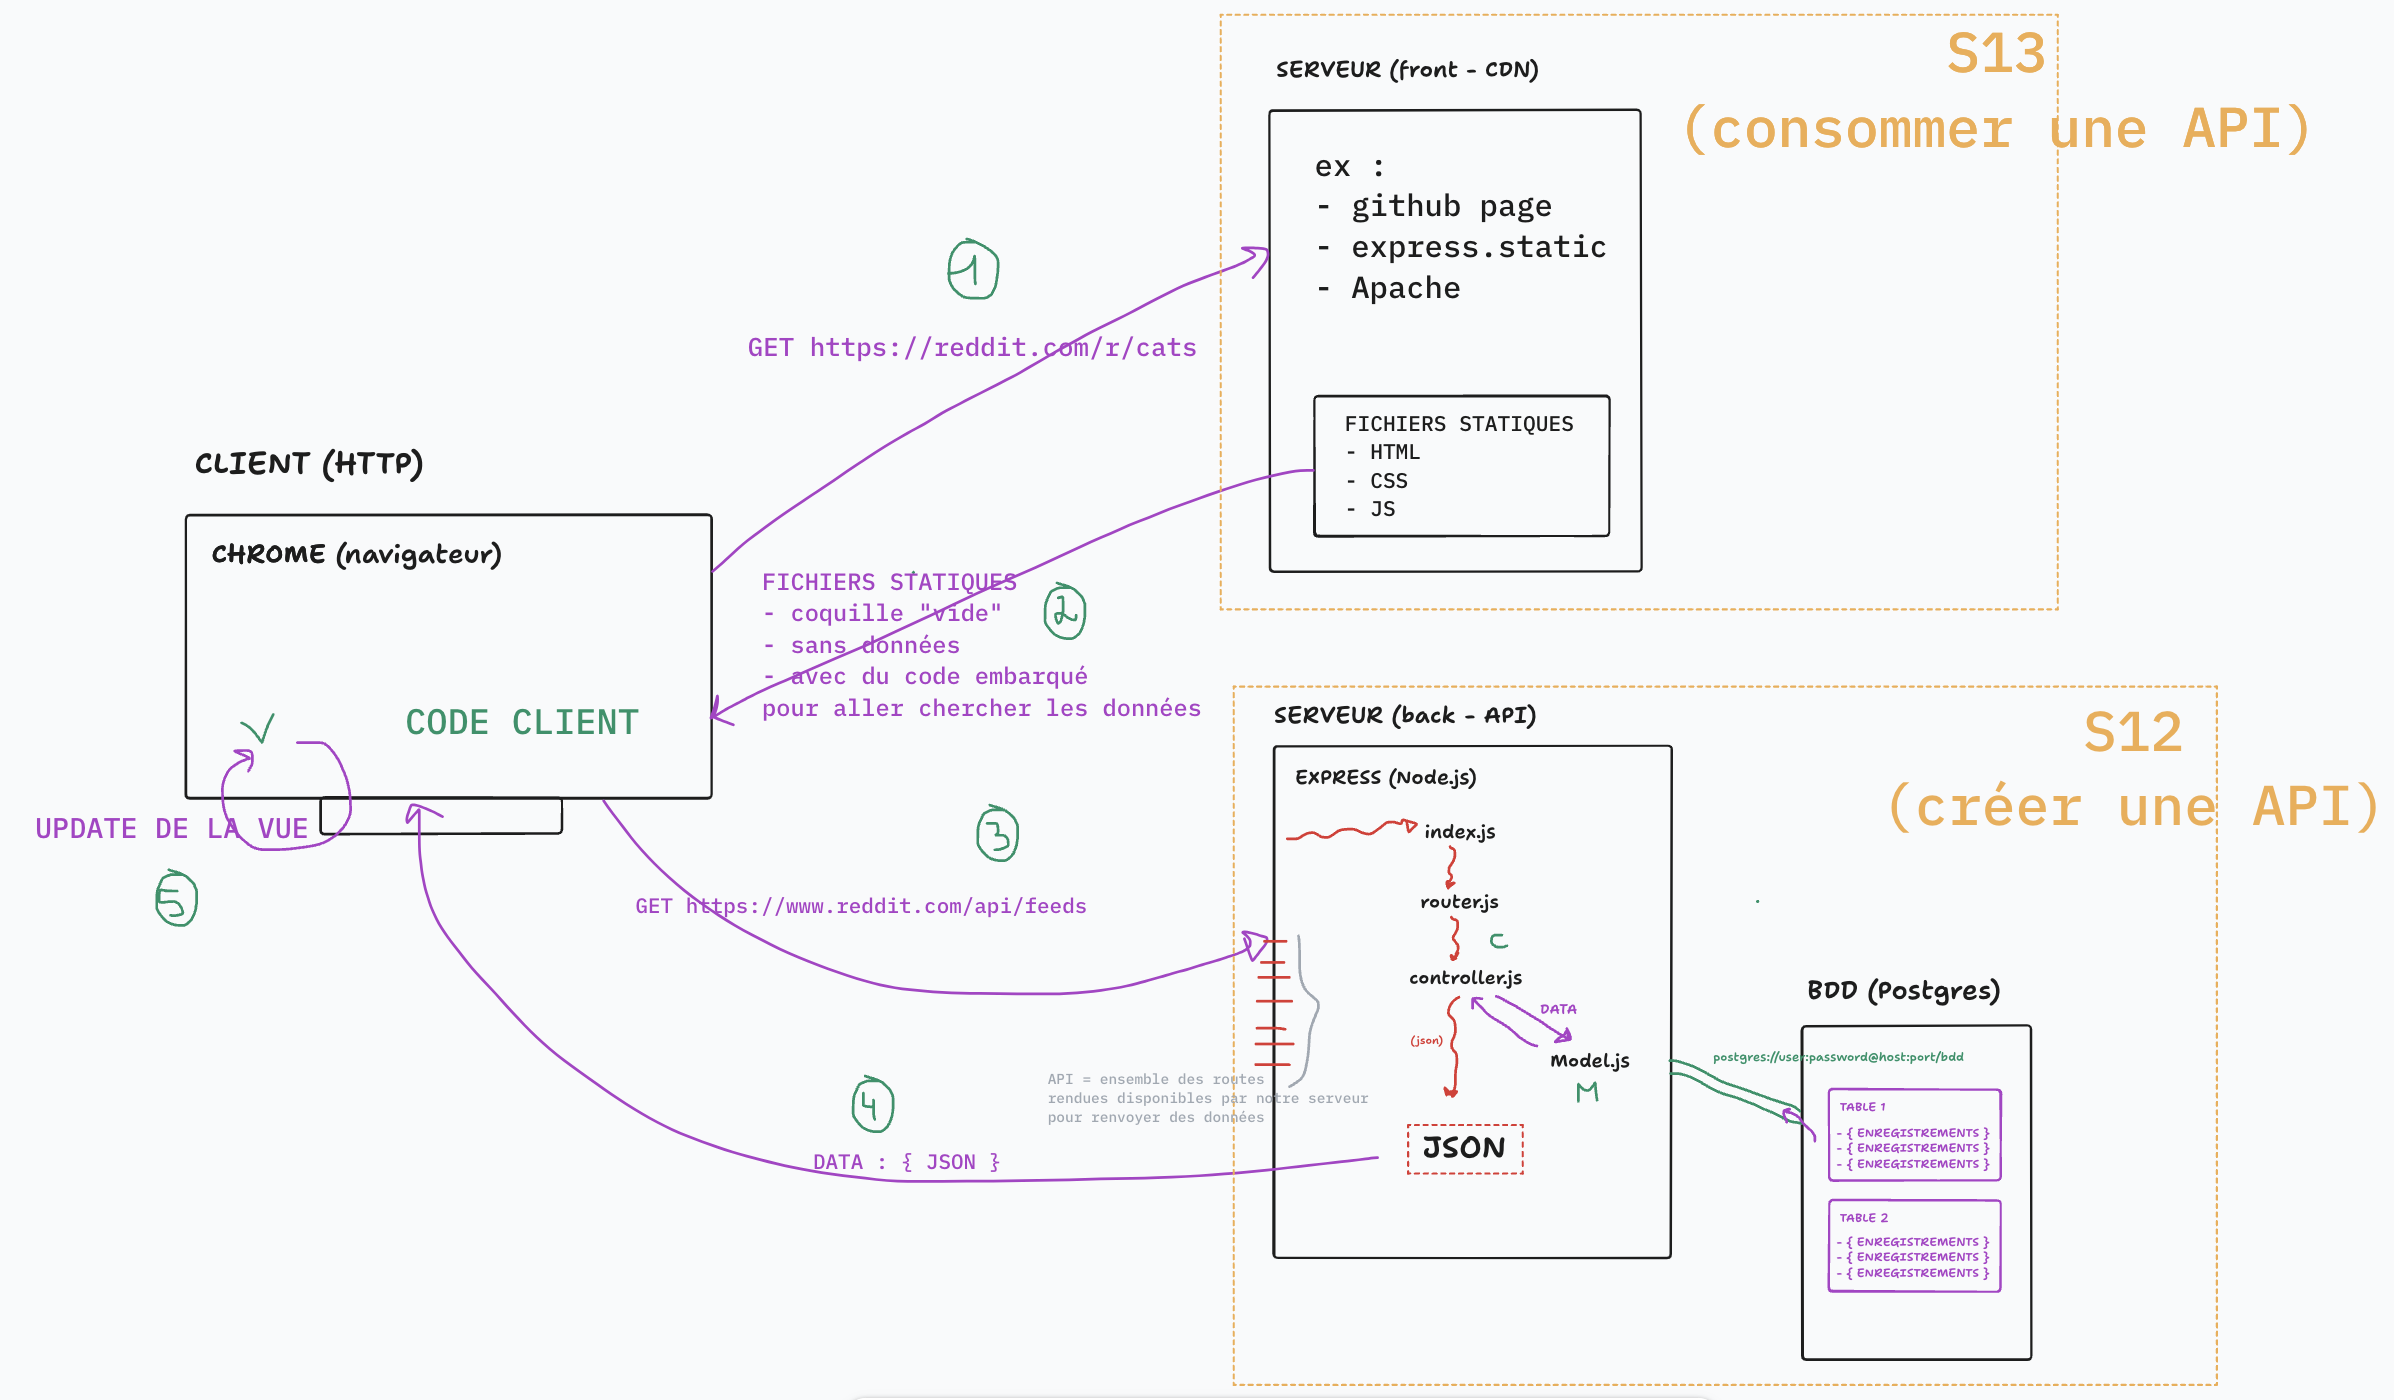 S13
(consommer une API)
SERVEUR (front - CDN)
ex :
- github page
- express.static
- Apache
FICHIERS STATIQUES
- HTML
- CSS
- JS
1
GET https://reddit.com/r/cats
CLIENT (HTTP)
CHROME (navigateur)
CODE CLIENT
FICHIERS STATIQUES
- coquille "vide"
- sans données
- avec du code embarqué
pour aller chercher les données
2
UPDATE DE LA VUE
5
3
GET https://www.reddit.com/api/feeds
4
DATA : { JSON }
S12
(créer une API)
SERVEUR (back - API)
EXPRESS (Node.js)
index.js
router.js
C
controller.js
DATA
(json)
Model.js
M
JSON
API = ensemble des routes
rendues disponibles par notre serveur
pour renvoyer des données
BDD (Postgres)
postgres://user:password@host:port/bdd
TABLE 1
- { ENREGISTREMENTS }
- { ENREGISTREMENTS }
- { ENREGISTREMENTS }
TABLE 2
- { ENREGISTREMENTS }
- { ENREGISTREMENTS }
- { ENREGISTREMENTS }